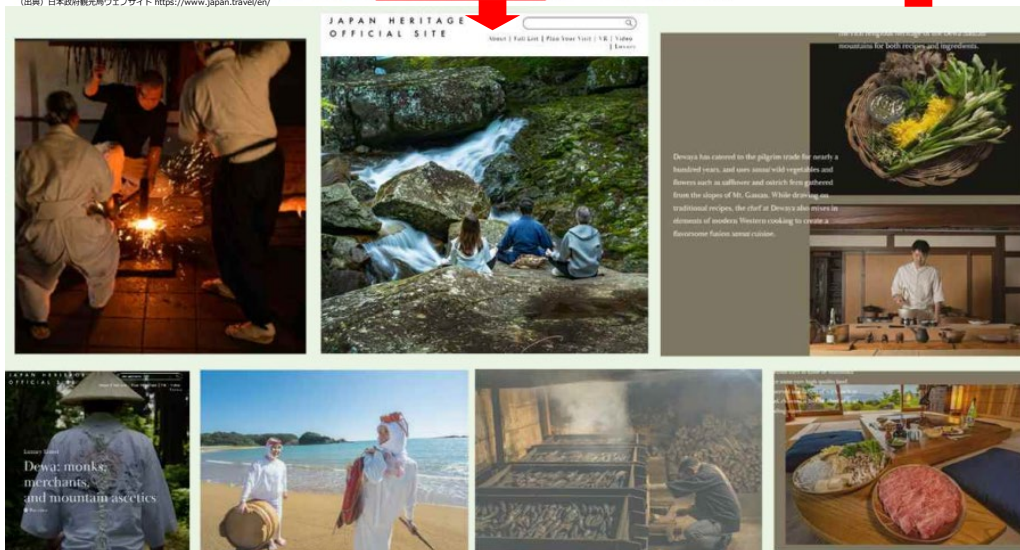 （出典）日本政府観光局ウェブサイト https://www.japan.travel/en/
JAPAN HERITAGE
OFFICIAL SITE
About | Full List | Plan Your Visit | VR | Video
mountains for both recipes and ingredients.
Dewaya has catered to the pilgrim trade for nearly a
hundred years, and uses sansai wild vegetables and
flowers such as safflower and ostrich fern gathered
from the slopes of Mt. Gassan. While drawing on
traditional recipes, the chef at Dewaya also mixes in
elements of modern Western cooking to create a
flavorsome fusion sansai cuisine.
JAPAN HERITAGE
OFFICIAL SITE
Luxury Travel
Dewa: monks,
merchants,
and mountain ascetics